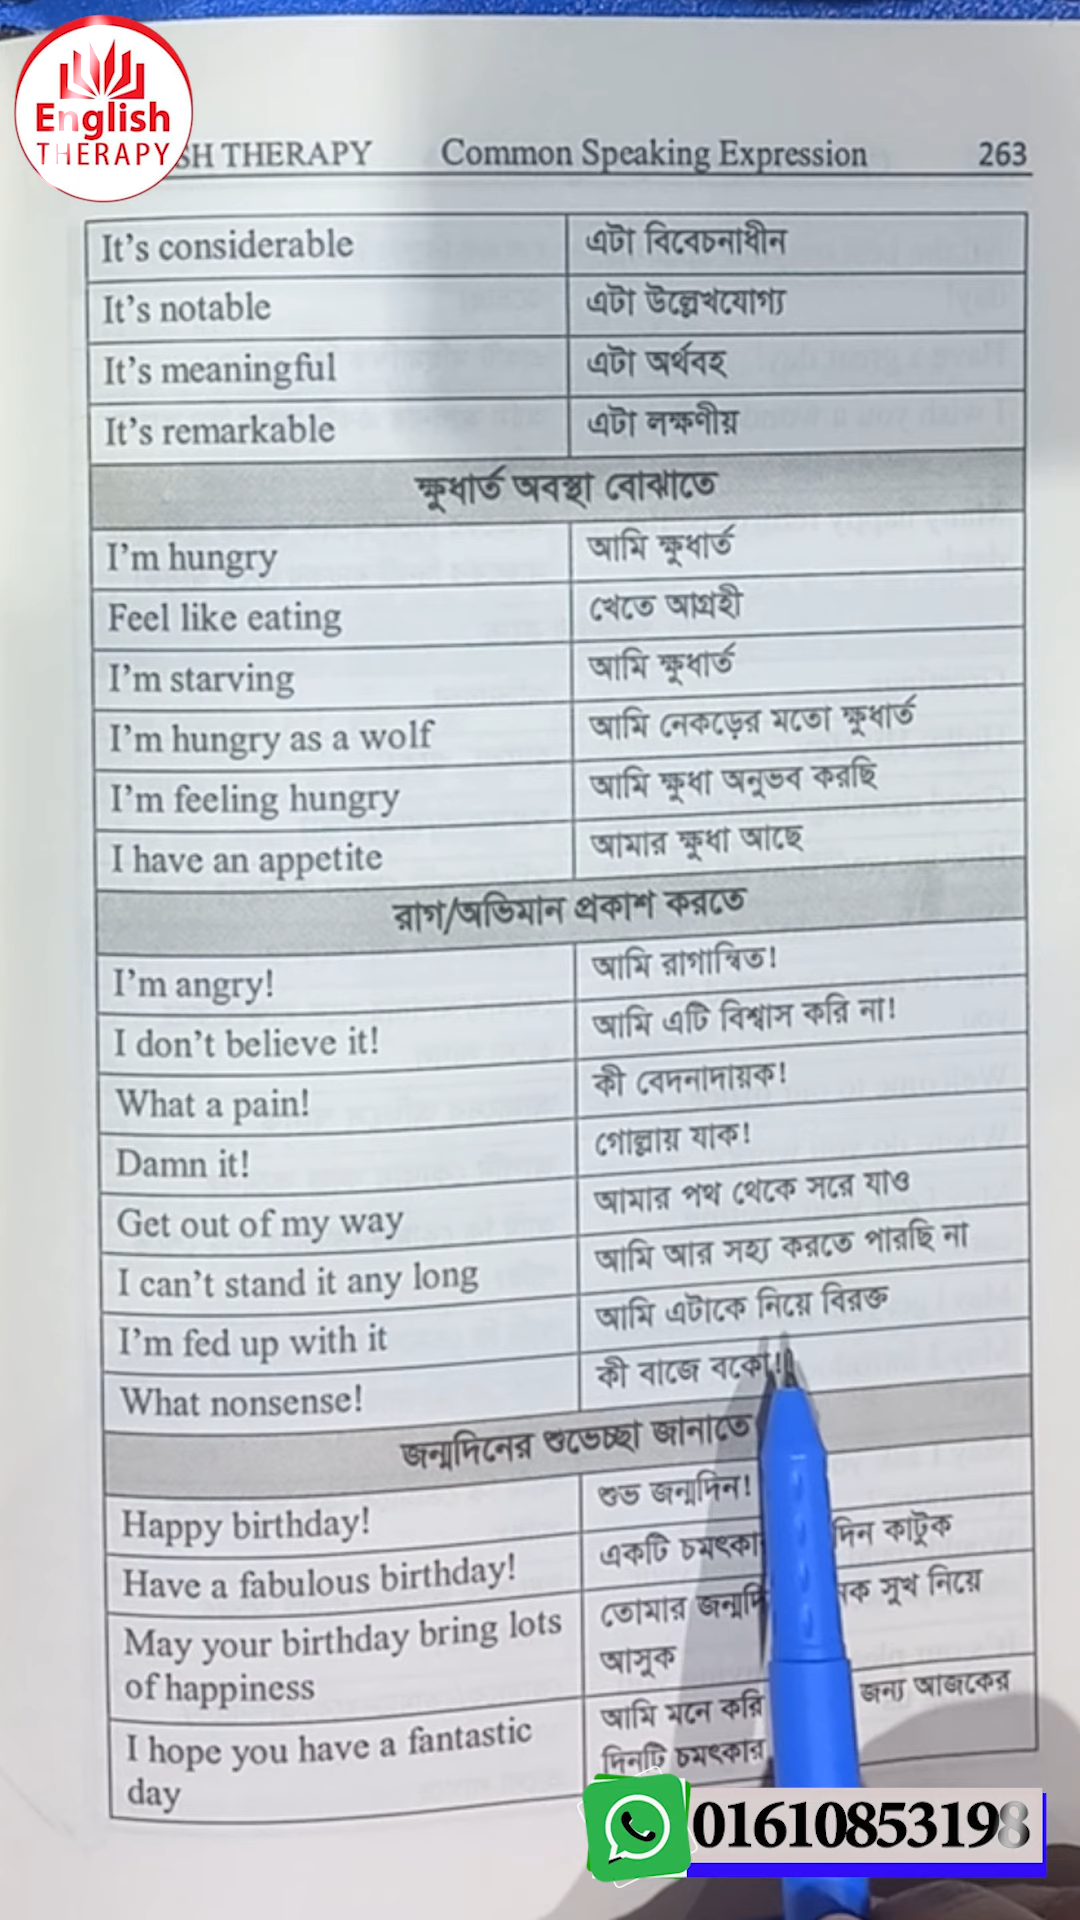 English
THERAPY
SH THERAPY Common Speaking Expression 263
It's considerable এটা বিবেচনাধীন
It's notable এটা উল্লেখযোগ্য
It's meaningful এটা অর্থবহ
It's remarkable এটা লক্ষণীয়
ক্ষুধার্ত অবস্থা বোঝাতে
I'm hungry আমি ক্ষুধার্ত
Feel like eating খেতে আগ্রহী
I'm starving আমি ক্ষুধার্ত
I'm hungry as a wolf আমি নেকড়ের মতো ক্ষুধার্ত
I'm feeling hungry আমি ক্ষুধা অনুভব করছি
I have an appetite আমার ক্ষুধা আছে
রাগ/অভিমান প্রকাশ করতে
I'm angry! আমি রাগান্বিত!
I don't believe it! আমি এটি বিশ্বাস করি না!
What a pain! কী বেদনাদায়ক!
Damn it! গোল্লায় যাক!
Get out of my way আমার পথ থেকে সরে যাও
I can't stand it any long আমি আর সহ্য করতে পারছি না
I'm fed up with it আমি এটাকে নিয়ে বিরক্ত
What nonsense! কী বাজে বকো!
জন্মদিনের শুভেচ্ছা জানাতে
Happy birthday! শুভ জন্মদিন!
Have a fabulous birthday! একটি দিন কাটুক
May your birthday bring lots তোমার সুখ নিয়ে
of happiness আসুক
I hope you have a fantastic আমি মনে করি জন্য আজকের
day দিনটি চমৎকার
01610853198